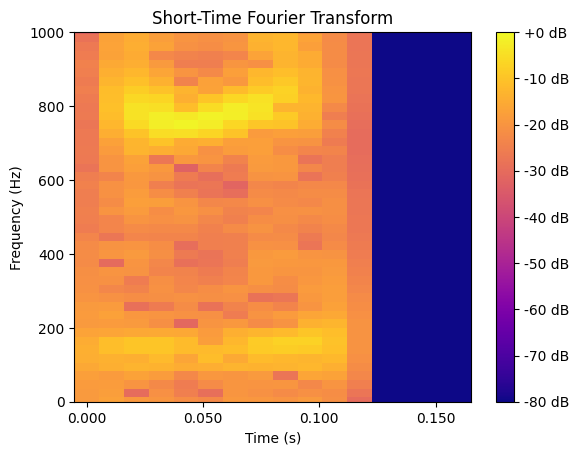 Short-Time Fourier Transform
1000
800
600
400
200
0
Frequency (Hz)
0.000
0.050
0.100
0.150
Time (s)
+0 dB
-10 dB
-20 dB
-30 dB
-40 dB
-50 dB
-60 dB
-70 dB
-80 dB